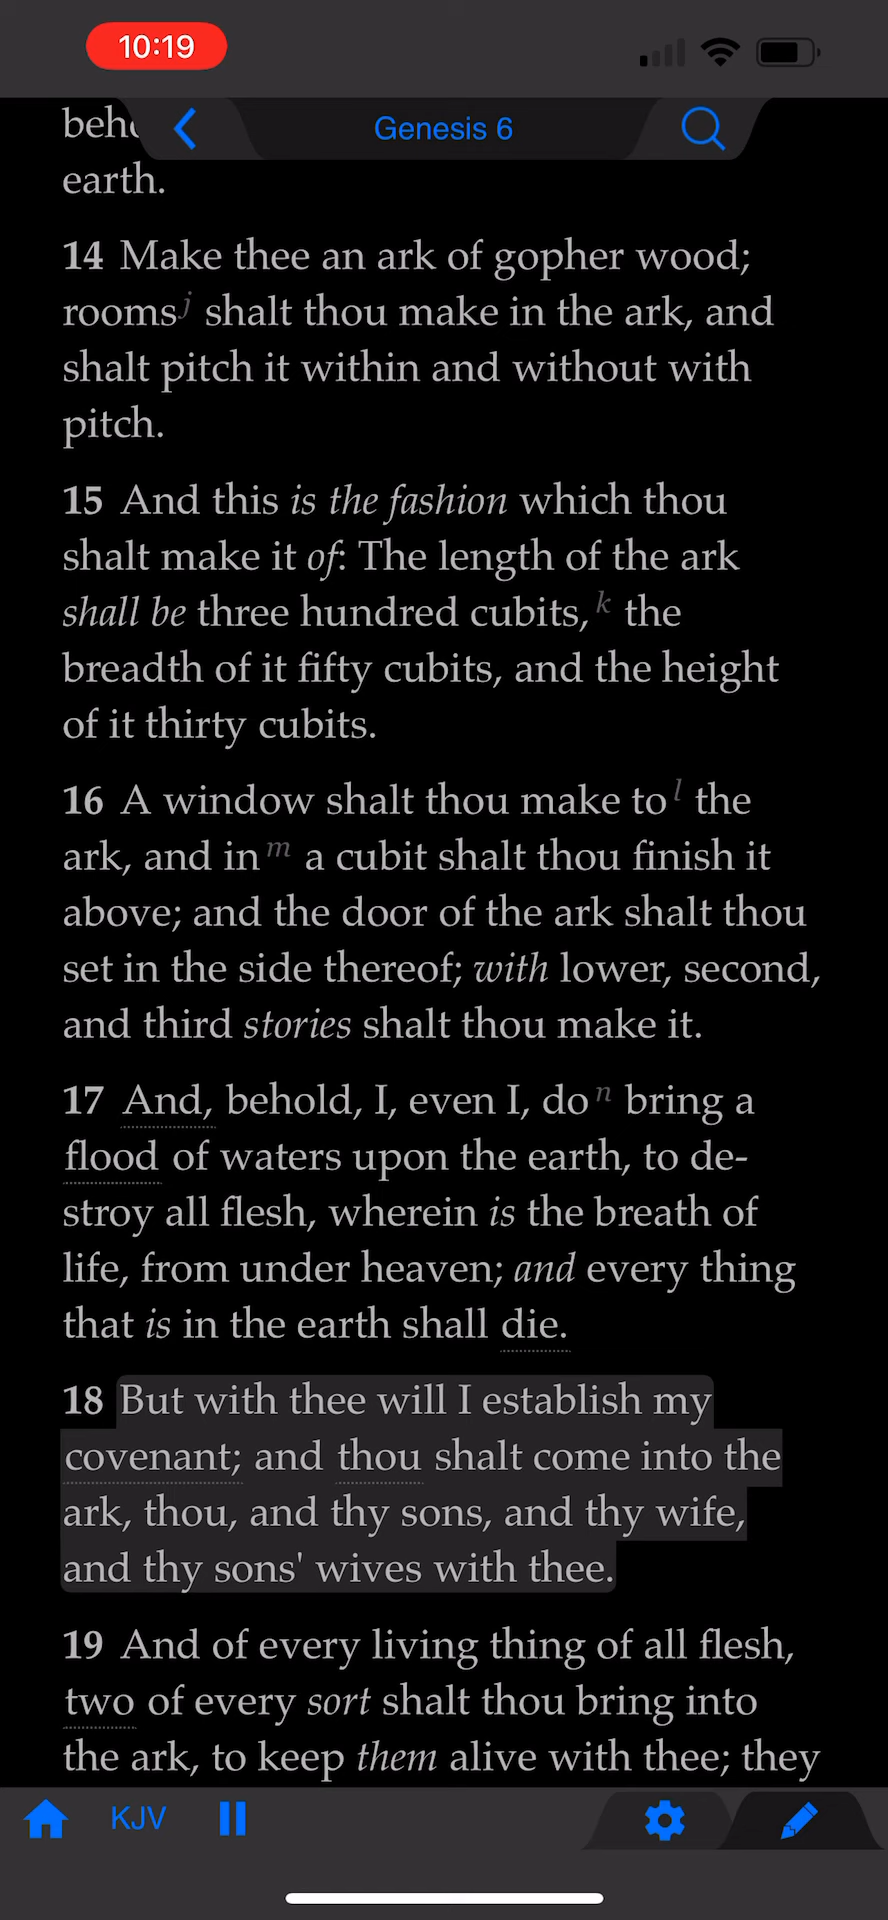 10:19
Genesis 6
earth.
14 Make thee an ark of gopher wood;
rooms j shalt thou make in the ark, and
shalt pitch it within and without with
pitch.
15 And this is the fashion which thou
shalt make it of: The length of the ark
shall be three hundred cubits, k the
breadth of it fifty cubits, and the height
of it thirty cubits.
16 A window shalt thou make to l the
ark, and in m a cubit shalt thou finish it
above; and the door of the ark shalt thou
set in the side thereof; with lower, second,
and third stories shalt thou make it.
17 And, behold, I, even I, do n bring a
flood of waters upon the earth, to de-
stroy all flesh, wherein is the breath of
life, from under heaven; and every thing
that is in the earth shall die.
18 But with thee will I establish my
covenant; and thou shalt come into the
ark, thou, and thy sons, and thy wife,
and thy sons' wives with thee.
19 And of every living thing of all flesh,
two of every sort shalt thou bring into
the ark, to keep them alive with thee; they
KJV